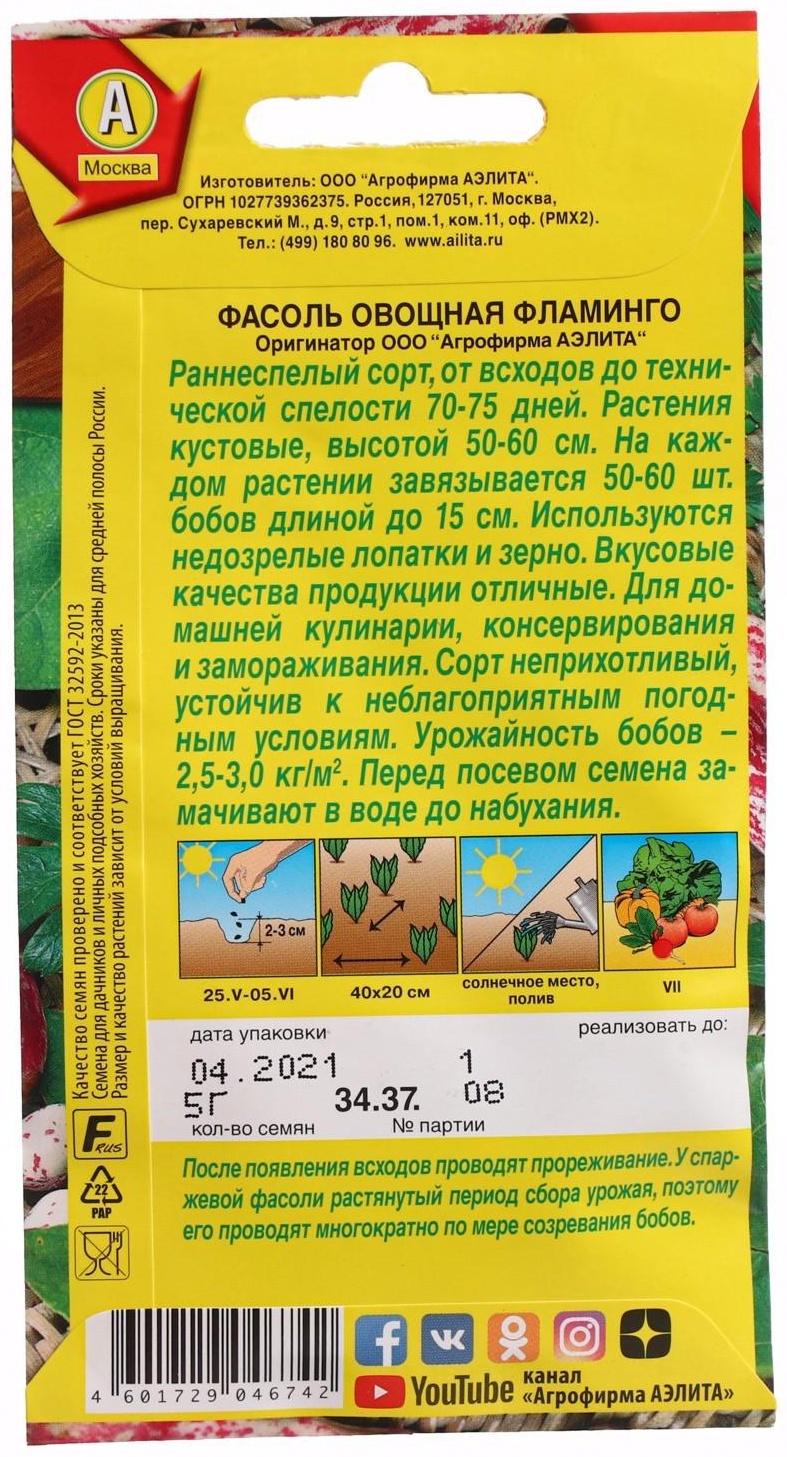 А
Москва
Изготовитель: ООО “Агрофирма АЭЛИТА“.
ОГРН 1027739362375. Россия,127051, г. Москва,
пер. Сухаревский М., д.9, стр.1, пом.1, ком.11, оф. (РМХ2).
Тел.: (499) 180 80 96. www.ailita.ru
ФАСОЛЬ ОВОЩНАЯ ФЛАМИНГО
Оригинатор ООО “Агрофирма АЭЛИТА“
Раннеспелый сорт, от всходов до техни-
ческой спелости 70-75 дней. Растения
кустовые, высотой 50-60 см. На каж-
дом растении завязывается 50-60 шт.
бобов длиной до 15 см. Используются
недозрелые лопатки и зерно. Вкусовые
качества продукции отличные. Для до-
машней кулинарии, консервирования
и замораживания. Сорт неприхотливый,
устойчив к неблагоприятным погод-
ным условиям. Урожайность бобов –
2,5-3,0 кг/м². Перед посевом семена за-
мачивают в воде до набухания.
2-3 см
25.V-05.VI
40x20 см
солнечное место,
полив
VII
дата упаковки
реализовать до:
04.2021
1
5Г
34.37.
08
кол-во семян
№ партии
После появления всходов проводят прореживание. У спар-
жевой фасоли растянутый период сбора урожая, поэтому
его проводят многократно по мере созревания бобов.
Качество семян проверено и соответствует ГОСТ 32592-2013
Семена для дачников и личных подсобных хозяйств. Сроки указаны для средней полосы России.
Размер и качество растений зависит от условий выращивания.
F RUS
22
PAP
4 601729 046742
YouTube
канал
«Агрофирма АЭЛИТА»